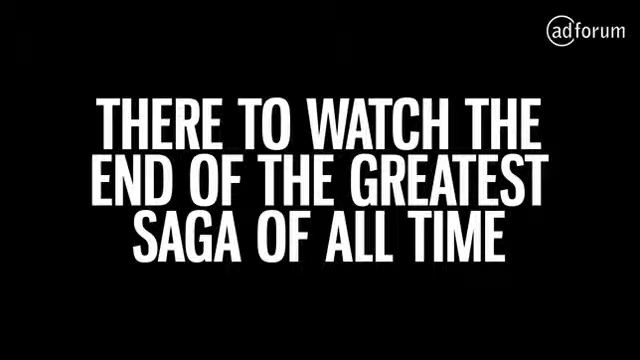 adforum
THERE TO WATCH THE
END OF THE GREATEST
SAGA OF ALL TIME